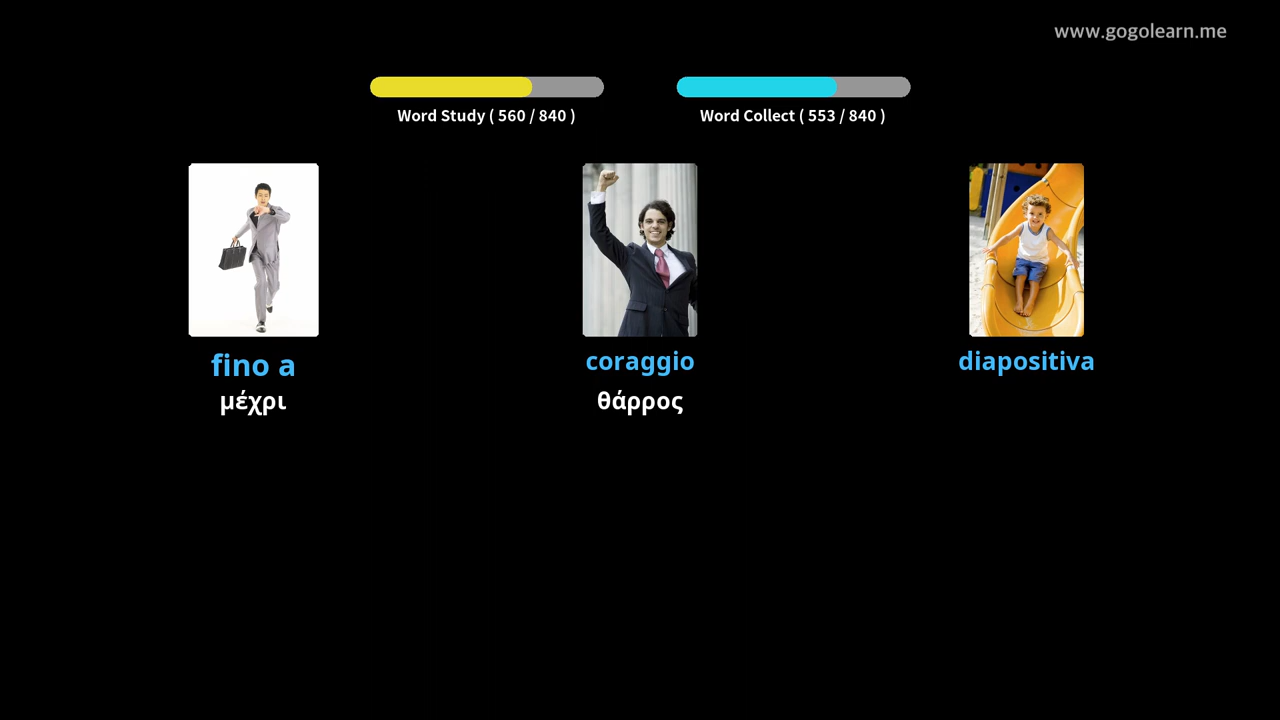 www.gogolearn.me
Word Study ( 560 / 840 )
Word Collect ( 553 / 840 )
fino a
μέχρι
coraggio
θάρρος
diapositiva